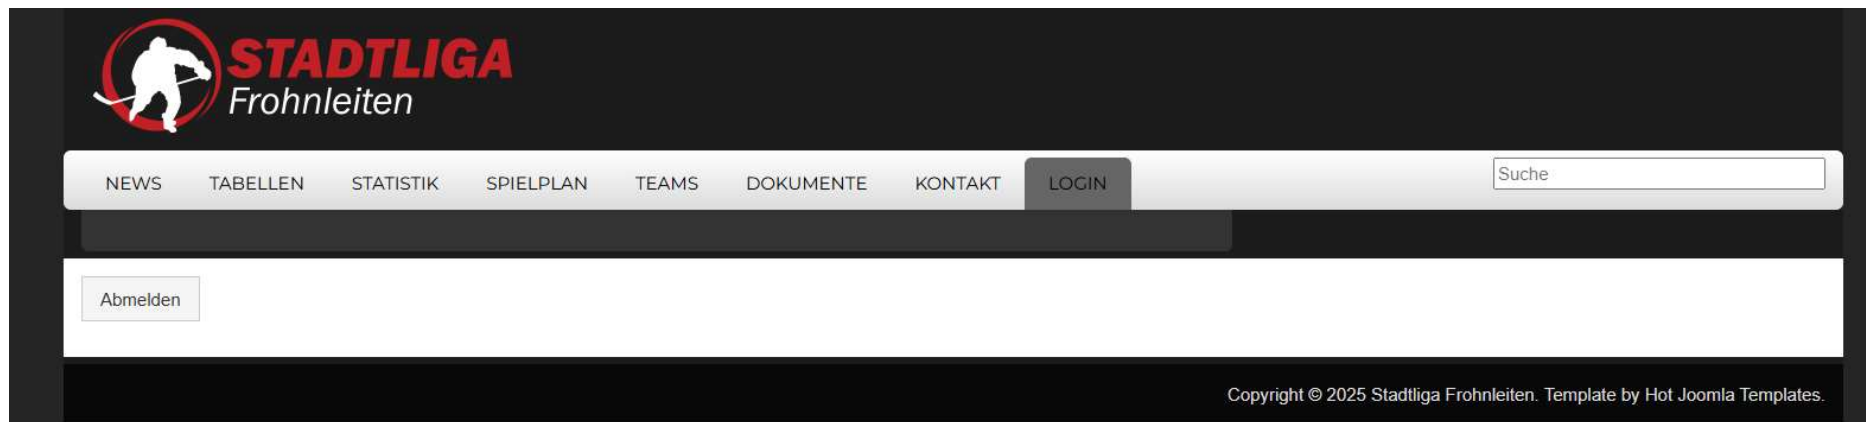 STADTLIGA
Frohnleiten
NEWS TABELLEN STATISTIK SPIELPLAN TEAMS DOKUMENTE KONTAKT LOGIN Suche
Abmelden
Copyright © 2025 Stadtliga Frohnleiten. Template by Hot Joomla Templates.